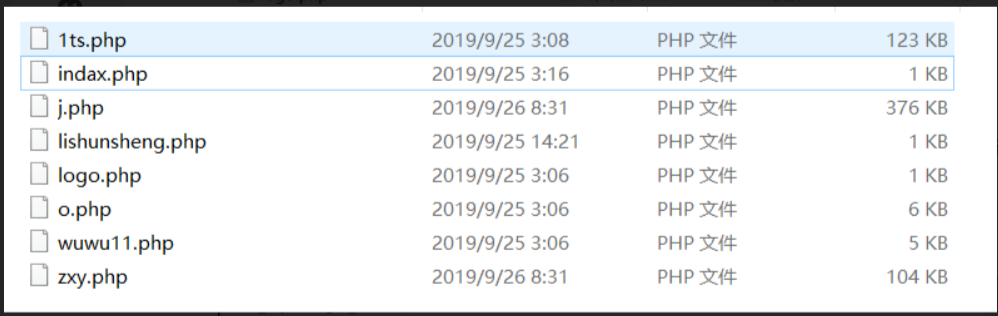 1ts.php 2019/9/25 3:08 PHP 文件 123 KB
indax.php 2019/9/25 3:16 PHP 文件 1 KB
j.php 2019/9/26 8:31 PHP 文件 376 KB
lishunsheng.php 2019/9/25 14:21 PHP 文件 1 KB
logo.php 2019/9/25 3:06 PHP 文件 1 KB
o.php 2019/9/25 3:06 PHP 文件 6 KB
wuwu11.php 2019/9/25 3:06 PHP 文件 5 KB
zxy.php 2019/9/26 8:31 PHP 文件 104 KB